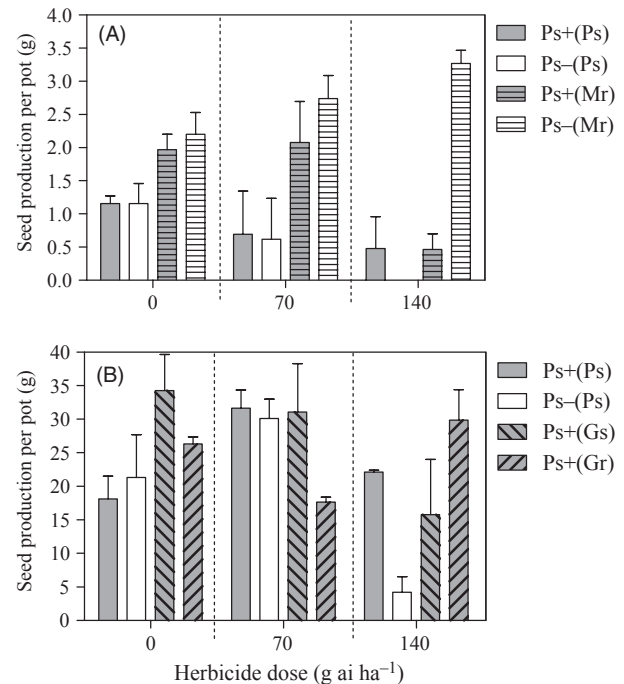 (A)
Seed production per pot (g)
4.0
3.5
3.0
2.5
2.0
1.5
1.0
0.5
0.0
0 70 140
Ps+(Ps)
Ps–(Ps)
Ps+(Mr)
Ps–(Mr)
(B)
Seed production per pot (g)
40
35
30
25
20
15
10
5
0
0 70 140
Herbicide dose (g ai ha⁻¹)
Ps+(Ps)
Ps–(Ps)
Ps+(Gs)
Ps+(Gr)